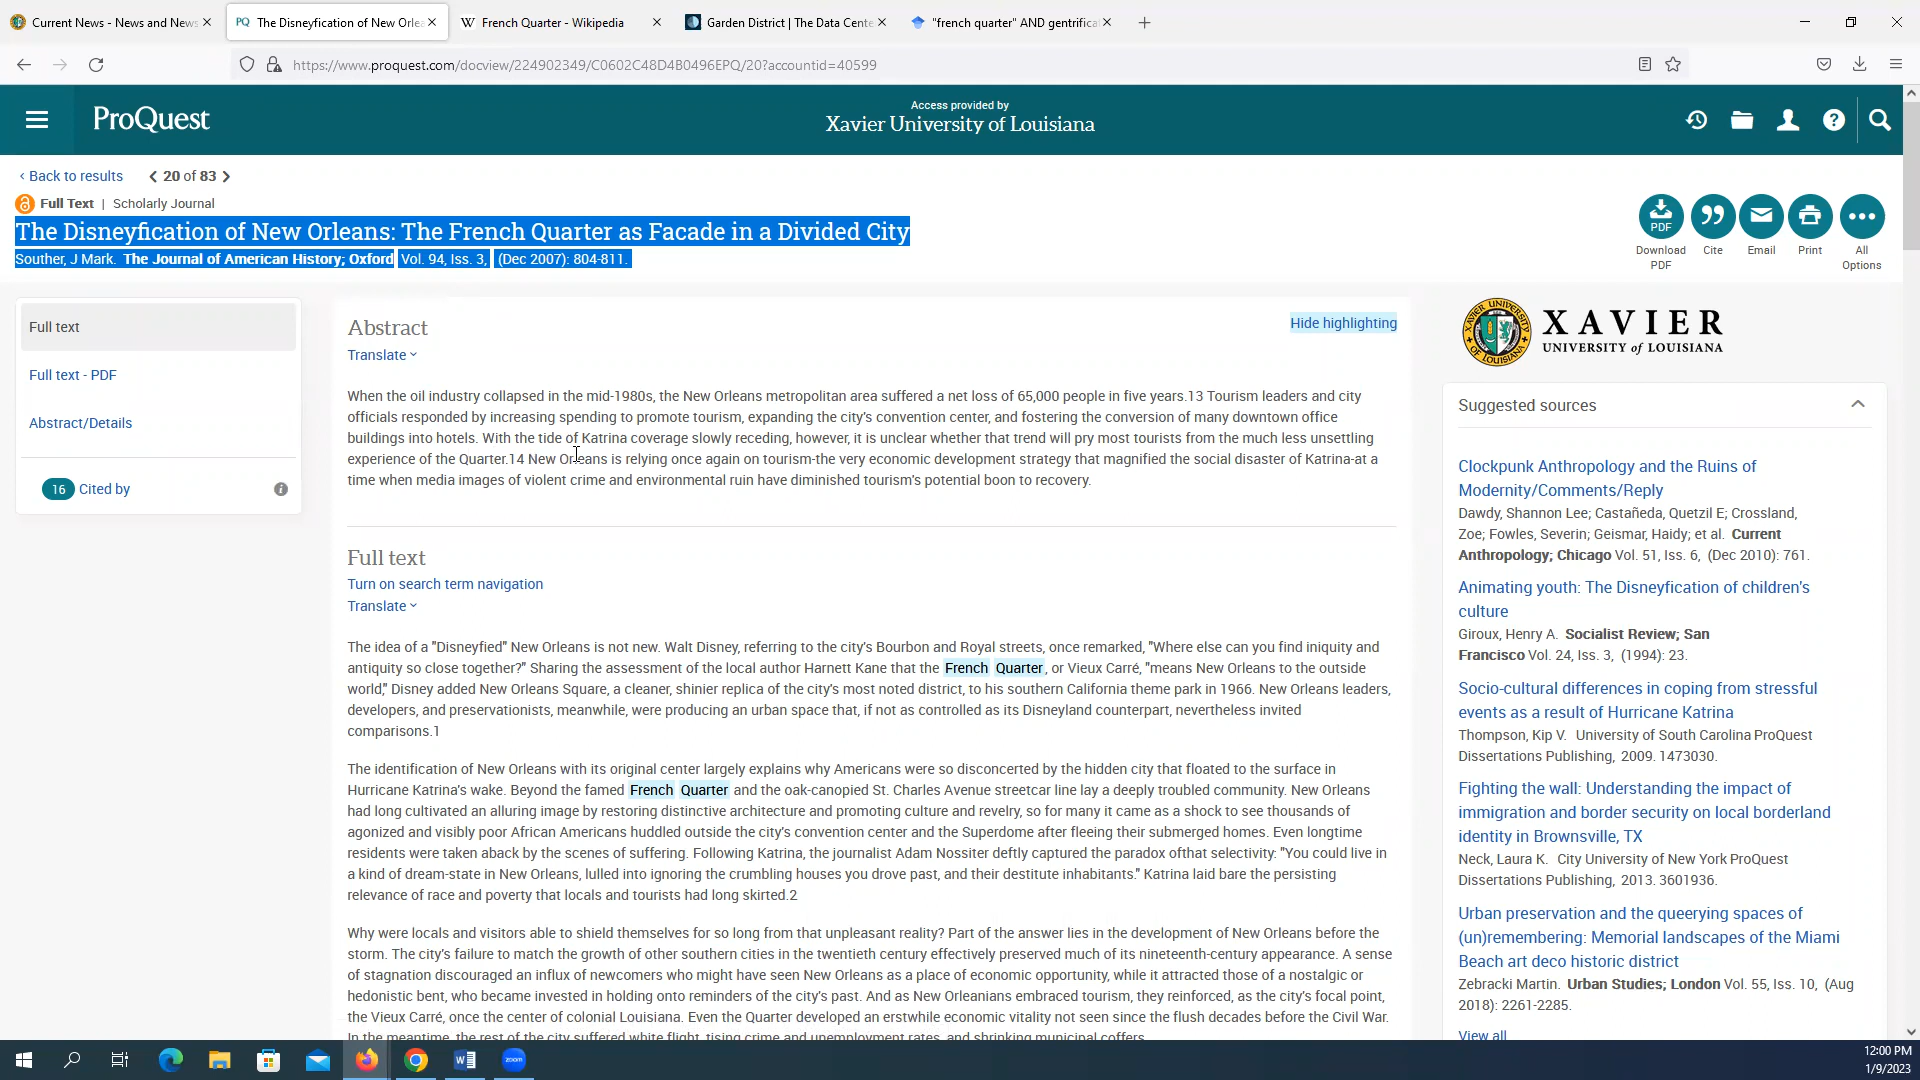 Current News - News and News
The Disneyfication of New Orlea
French Quarter - Wikipedia
Garden District | The Data Cente
"french quarter" AND gentrifica
https://www.proquest.com/docview/224902349/C0602C48D4B0496EPQ/20?accountid=40599
ProQuest
Access provided by
Xavier University of Louisiana
‹ Back to results
20 of 83
Full Text | Scholarly Journal
The Disneyfication of New Orleans: The French Quarter as Facade in a Divided City
Souther, J Mark. The Journal of American History; Oxford Vol. 94, Iss. 3, (Dec 2007): 804-811.
PDF
Download PDF
Cite
Email
Print
All Options
Full text
Full text - PDF
Abstract/Details
16 Cited by
Abstract
Hide highlighting
Translate
When the oil industry collapsed in the mid-1980s, the New Orleans metropolitan area suffered a net loss of 65,000 people in five years.13 Tourism leaders and city
officials responded by increasing spending to promote tourism, expanding the city's convention center, and fostering the conversion of many downtown office
buildings into hotels. With the tide of Katrina coverage slowly receding, however, it is unclear whether that trend will pry most tourists from the much less unsettling
experience of the Quarter.14 New Orleans is relying once again on tourism-the very economic development strategy that magnified the social disaster of Katrina-at a
time when media images of violent crime and environmental ruin have diminished tourism's potential boon to recovery.
Full text
Turn on search term navigation
Translate
The idea of a "Disneyfied" New Orleans is not new. Walt Disney, referring to the city's Bourbon and Royal streets, once remarked, "Where else can you find iniquity and
antiquity so close together?" Sharing the assessment of the local author Harnett Kane that the French Quarter, or Vieux Carré, "means New Orleans to the outside
world," Disney added New Orleans Square, a cleaner, shinier replica of the city's most noted district, to his southern California theme park in 1966. New Orleans leaders,
developers, and preservationists, meanwhile, were producing an urban space that, if not as controlled as its Disneyland counterpart, nevertheless invited
comparisons.1
The identification of New Orleans with its original center largely explains why Americans were so disconcerted by the hidden city that floated to the surface in
Hurricane Katrina's wake. Beyond the famed French Quarter and the oak-canopied St. Charles Avenue streetcar line lay a deeply troubled community. New Orleans
had long cultivated an alluring image by restoring distinctive architecture and promoting culture and revelry, so for many it came as a shock to see thousands of
agonized and visibly poor African Americans huddled outside the city's convention center and the Superdome after fleeing their submerged homes. Even longtime
residents were taken aback by the scenes of suffering. Following Katrina, the journalist Adam Nossiter deftly captured the paradox ofthat selectivity: "You could live in
a kind of dream-state in New Orleans, lulled into ignoring the crumbling houses you drove past, and their destitute inhabitants." Katrina laid bare the persisting
relevance of race and poverty that locals and tourists had long skirted.2
Why were locals and visitors able to shield themselves for so long from that unpleasant reality? Part of the answer lies in the development of New Orleans before the
storm. The city's failure to match the growth of other southern cities in the twentieth century effectively preserved much of its nineteenth-century appearance. A sense
of stagnation discouraged an influx of newcomers who might have seen New Orleans as a place of economic opportunity, while it attracted those of a nostalgic or
hedonistic bent, who became invested in holding onto reminders of the city's past. And as New Orleanians embraced tourism, they reinforced, as the city's focal point,
the Vieux Carré, once the center of colonial Louisiana. Even the Quarter developed an erstwhile economic vitality not seen since the flush decades before the Civil War.
In the meantime, the rest of the city suffered white flight, rising crime and unemployment rates, and shrinking municipal coffers.
XAVIER
UNIVERSITY of LOUISIANA
Suggested sources
Clockpunk Anthropology and the Ruins of
Modernity/Comments/Reply
Dawdy, Shannon Lee; Castañeda, Quetzil E; Crossland,
Zoe; Fowles, Severin; Geismar, Haidy; et al. Current
Anthropology; Chicago Vol. 51, Iss. 6, (Dec 2010): 761.
Animating youth: The Disneyfication of children's
culture
Giroux, Henry A. Socialist Review; San
Francisco Vol. 24, Iss. 3, (1994): 23.
Socio-cultural differences in coping from stressful
events as a result of Hurricane Katrina
Thompson, Kip V. University of South Carolina ProQuest
Dissertations Publishing, 2009. 1473030.
Fighting the wall: Understanding the impact of
immigration and border security on local borderland
identity in Brownsville, TX
Neck, Laura K. City University of New York ProQuest
Dissertations Publishing, 2013. 3601936.
Urban preservation and the queerying spaces of
(un)remembering: Memorial landscapes of the Miami
Beach art deco historic district
Zebracki Martin. Urban Studies; London Vol. 55, Iss. 10, (Aug
2018): 2261-2285.
View all
zoom
12:00 PM
1/9/2023